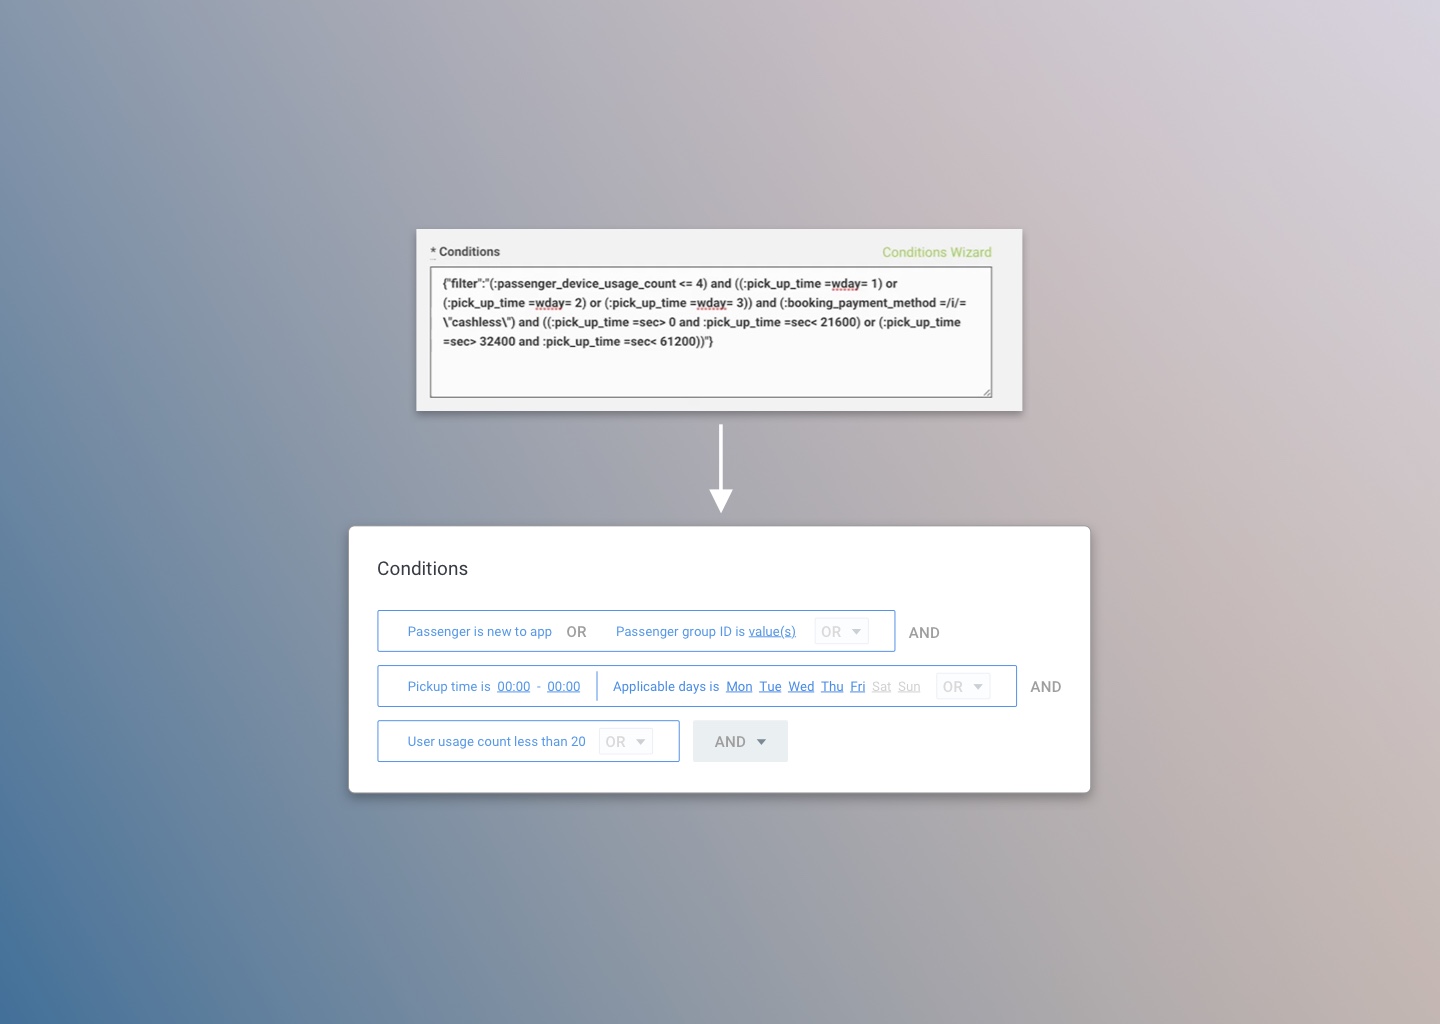 * Conditions
Conditions Wizard
{"filter":"(:passenger_device_usage_count <= 4) and ((:pick_up_time =wday= 1) or
(:pick_up_time =wday= 2) or (:pick_up_time =wday= 3)) and (:booking_payment_method =/i/=
\"cashless\") and ((:pick_up_time =sec> 0 and :pick_up_time =sec< 21600) or (:pick_up_time
=sec> 32400 and :pick_up_time =sec< 61200))"}
Conditions
Passenger is new to app OR Passenger group ID is value(s) OR AND
Pickup time is 00:00 - 00:00 Applicable days is Mon Tue Wed Thu Fri Sat Sun OR AND
User usage count less than 20 OR AND